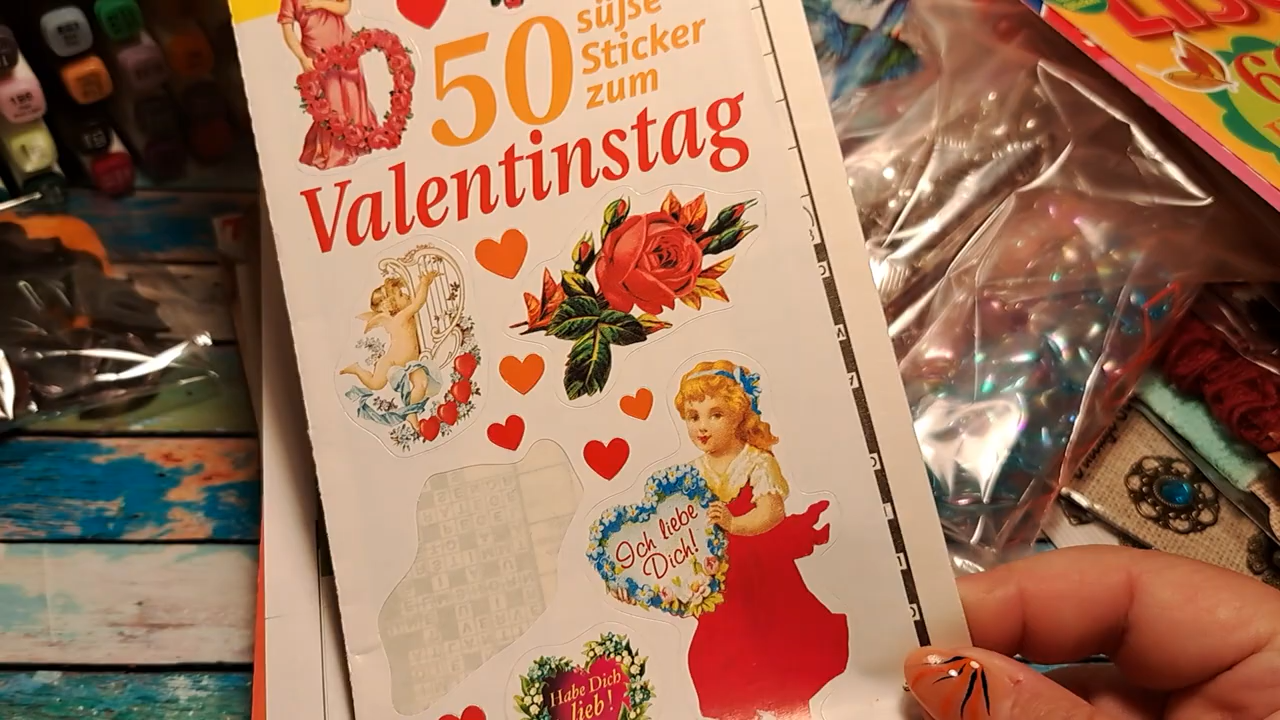 50
süße
Sticker
zum
Valentinstag
Ich liebe
Dich!
Habe Dich
lieb!